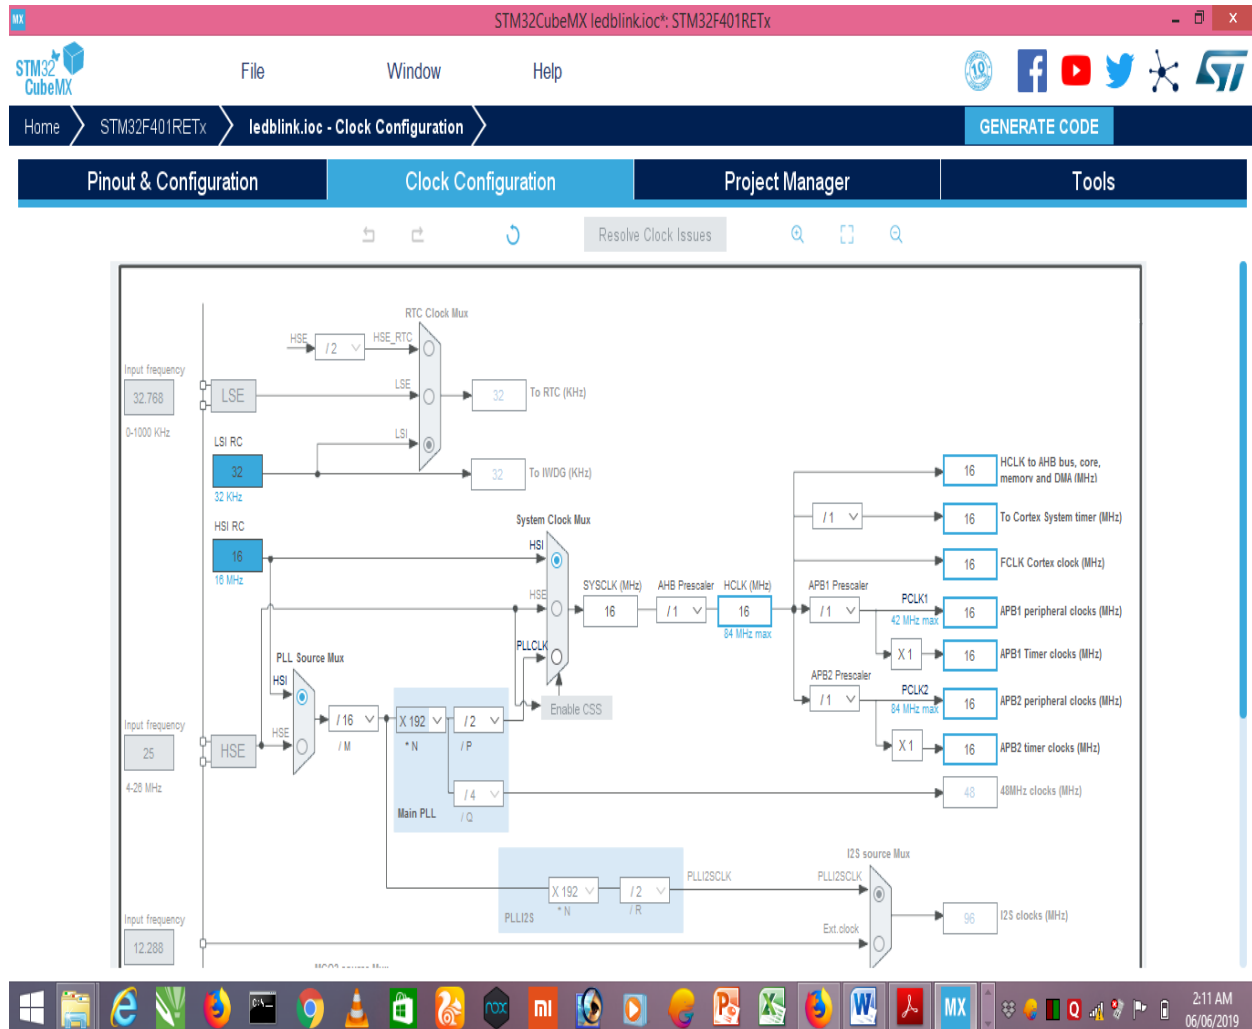 MX
STM32CubeMX ledblink.ioc*: STM32F401RETx
STM32
CubeMX
File
Window
Help
10
Home
STM32F401RETx
ledblink.ioc - Clock Configuration
GENERATE CODE
Pinout & Configuration
Clock Configuration
Project Manager
Tools
Resolve Clock Issues
RTC Clock Mux
HSE
/ 2
HSE_RTC
Input frequency
32.768
0-1000 KHz
LSE
LSE
32
To RTC (KHz)
LSI RC
LSI
32
32 KHz
32
To IWDG (KHz)
HSI RC
16
16 MHz
System Clock Mux
HSI
HSE
PLLCLK
SYSCLK (MHz)
16
AHB Prescaler
/ 1
HCLK (MHz)
16
84 MHz max
16
HCLK to AHB bus, core,
memory and DMA (MHz)
/ 1
16
To Cortex System timer (MHz)
16
FCLK Cortex clock (MHz)
APB1 Prescaler
/ 1
PCLK1
42 MHz max
16
APB1 peripheral clocks (MHz)
X 1
16
APB1 Timer clocks (MHz)
APB2 Prescaler
/ 1
PCLK2
84 MHz max
16
APB2 peripheral clocks (MHz)
X 1
16
APB2 timer clocks (MHz)
Enable CSS
PLL Source Mux
HSI
HSE
Input frequency
25
4-26 MHz
HSE
/ 16
/ M
X 192
* N
/ 2
/ P
/ 4
/ Q
Main PLL
48
48MHz clocks (MHz)
PLLI2S
X 192
* N
/ 2
/ R
PLLI2SCLK
I2S source Mux
PLLI2SCLK
Ext.clock
96
I2S clocks (MHz)
Input frequency
12.288
MCO2 source Mux
2:11 AM
06/06/2019